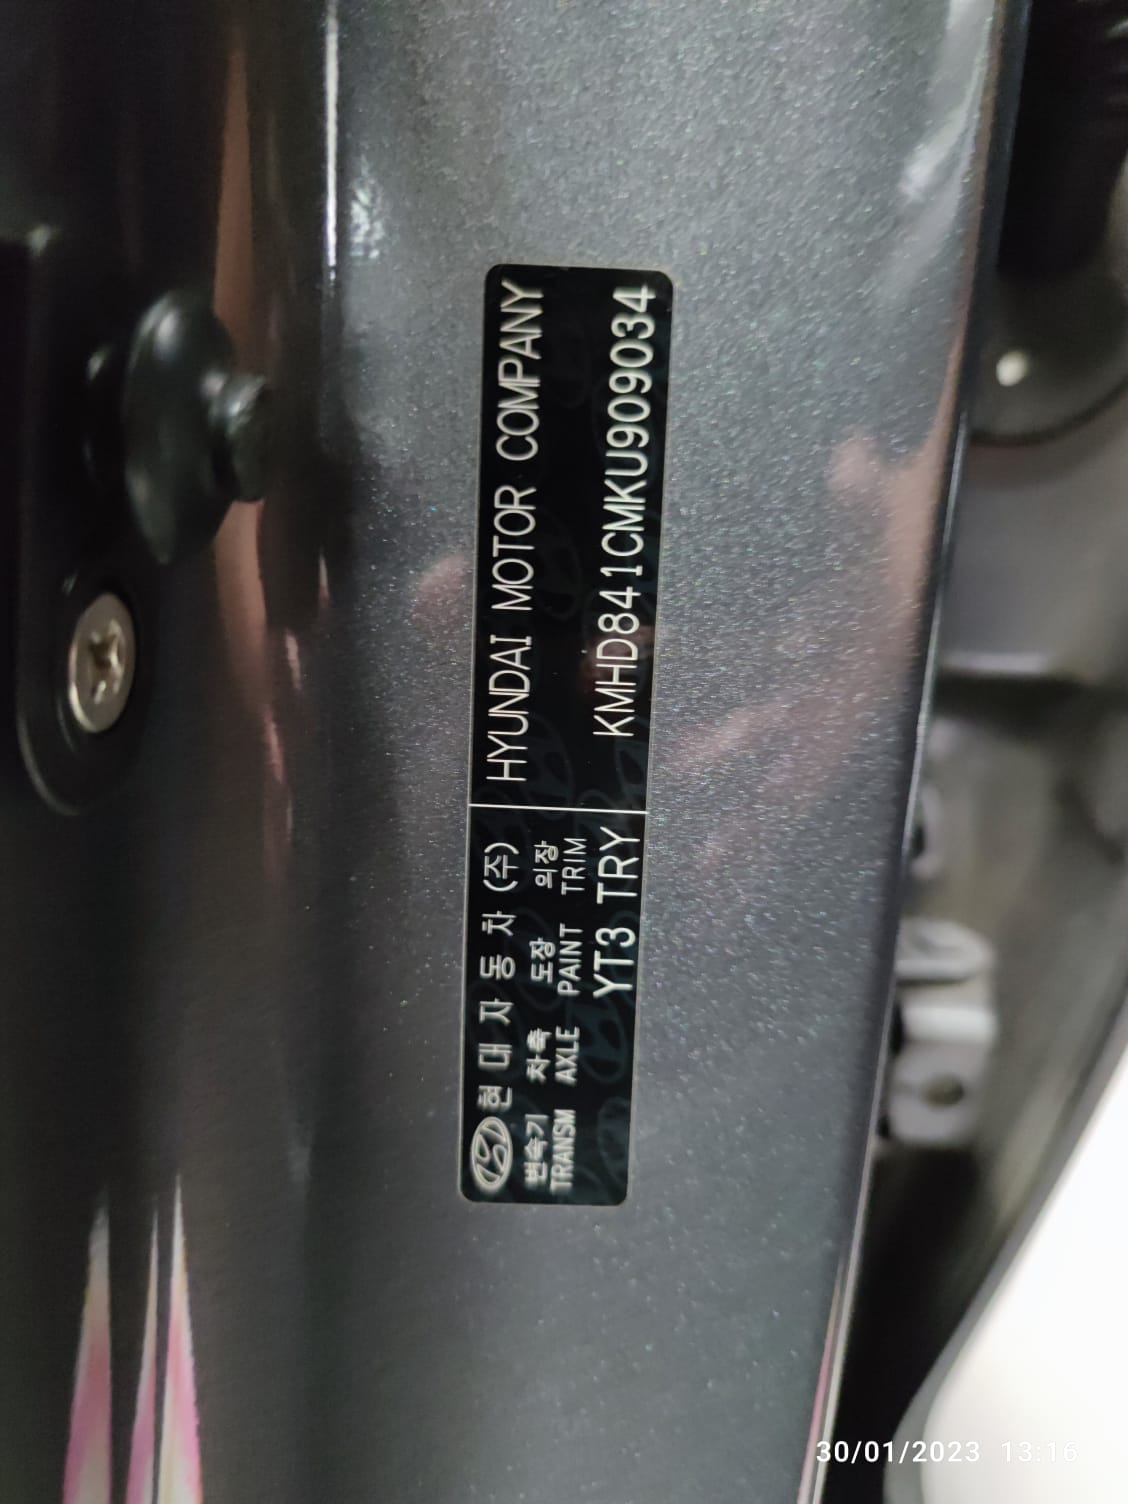 현대자동차(주)
HYUNDAI MOTOR COMPANY
변속기 차축 도장 의장
TRANSM AXLE PAINT TRIM
YT3 TRY
KMHD841CMKU909034
30/01/2023 13:16